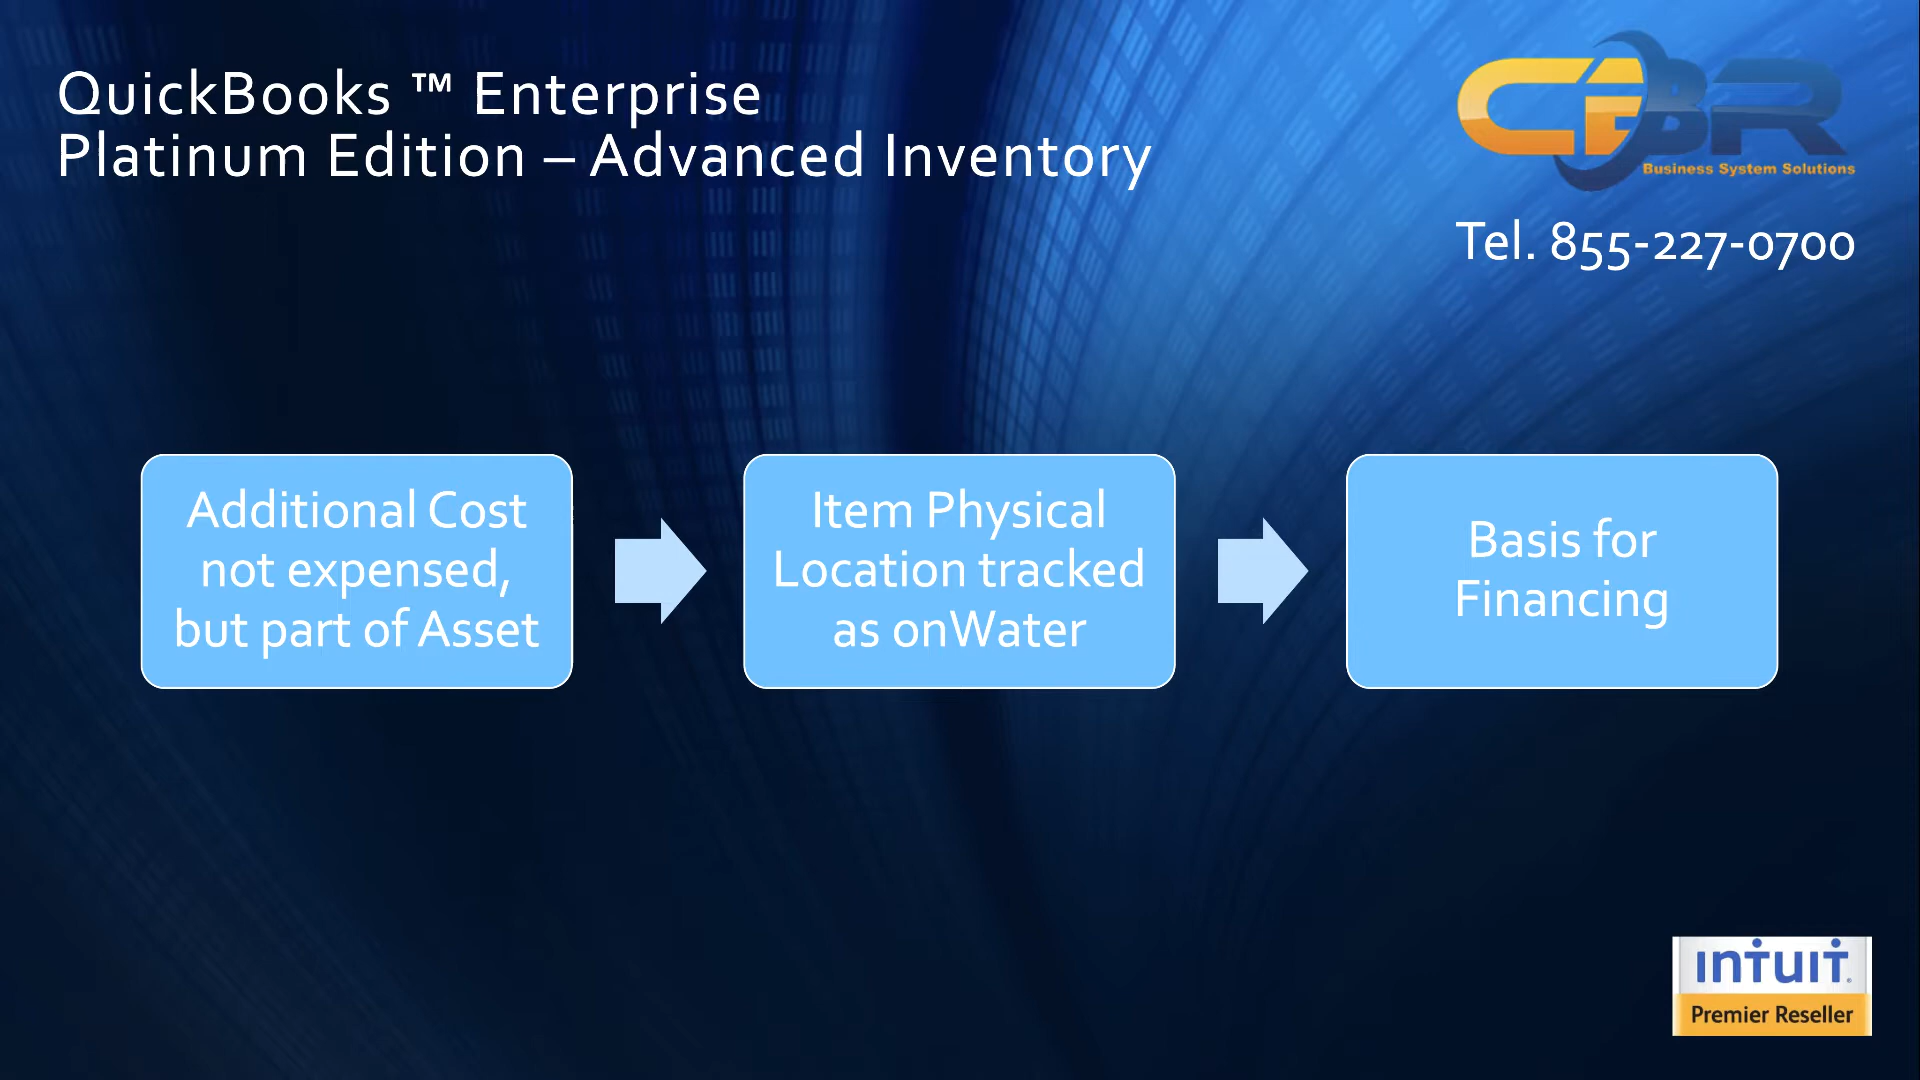 QuickBooks ™ Enterprise
Platinum Edition – Advanced Inventory
CBR
Business System Solutions
Tel. 855-227-0700
Additional Cost
not expensed,
but part of Asset
Item Physical
Location tracked
as onWater
Basis for
Financing
intuit
Premier Reseller